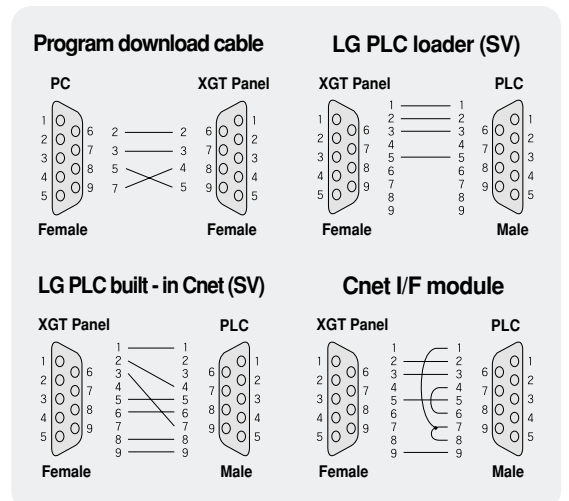 Program download cable
PC XGT Panel
1 6 2 2 6 1
2 7 3 3 7 2
3 8 5 4 8 3
4 9 7 5 9 4
5 5
Female Female
LG PLC loader (SV)
XGT Panel PLC
1 1
1 2 2 1
6 3 3 6
2 4 4 2
7 5 5 7
3 6 6 3
8 7 7 8
4 8 8 4
9 9 9 9
5 5
Female Male
LG PLC built - in Cnet (SV)
XGT Panel PLC
1 1
1 2 2 1
6 3 3 6
2 4 4 2
7 5 5 7
3 6 6 3
8 7 7 8
4 8 8 4
9 9 9 9
5 5
Female Male
Cnet I/F module
XGT Panel PLC
1 1
1 2 2 1
6 3 3 6
2 4 4 2
7 5 5 7
3 6 6 3
8 7 7 8
4 8 8 4
9 9 9 9
5 5
Female Male